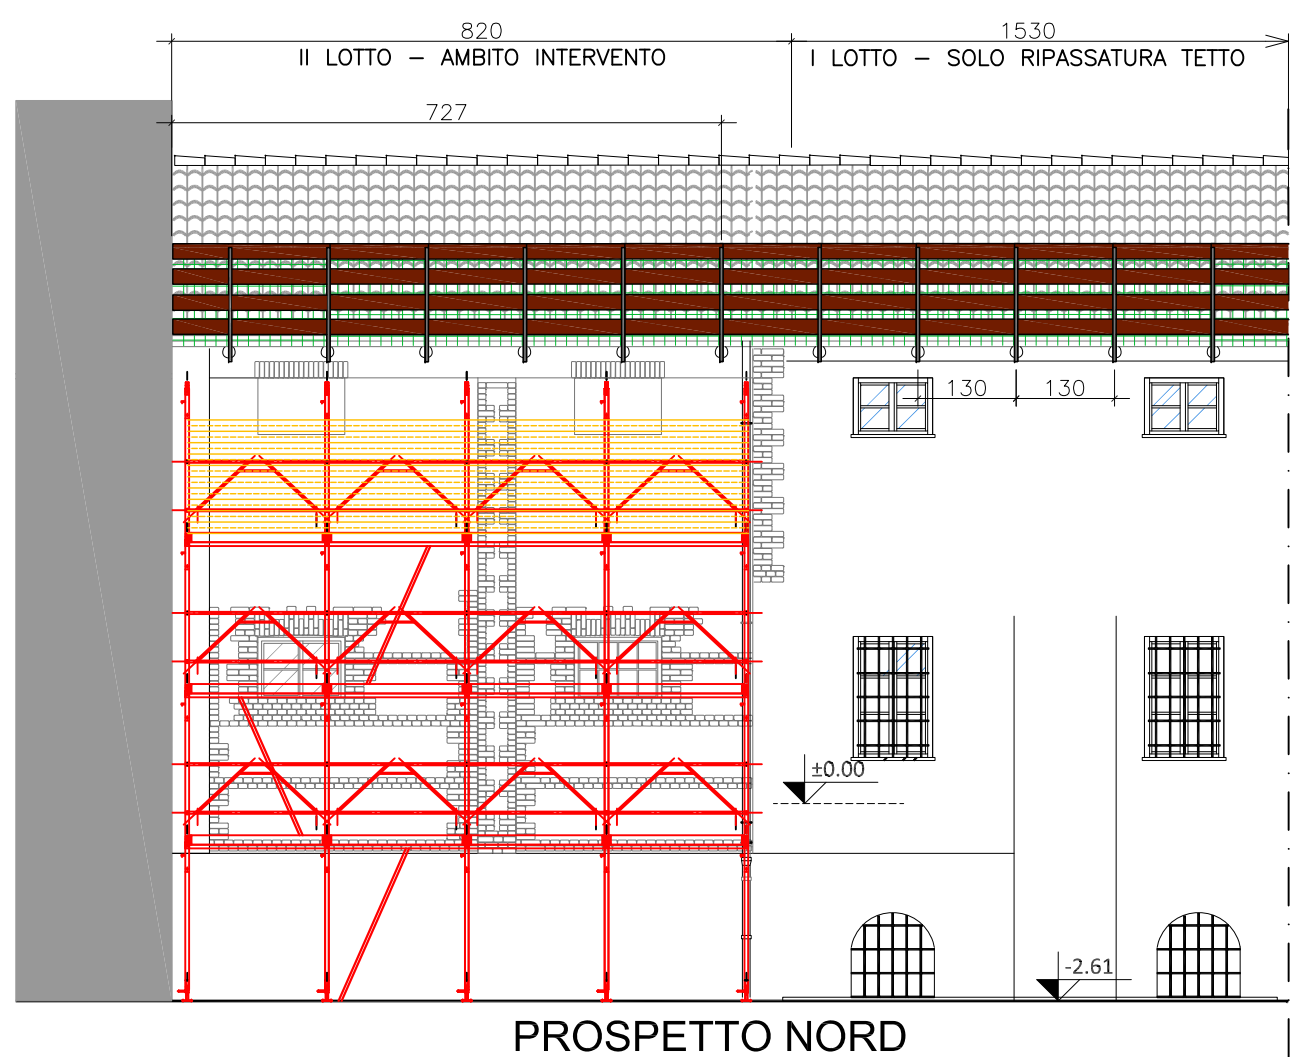 820
1530
II LOTTO – AMBITO INTERVENTO
I LOTTO – SOLO RIPASSATURA TETTO
727
130
130
±0.00
-2.61
PROSPETTO NORD